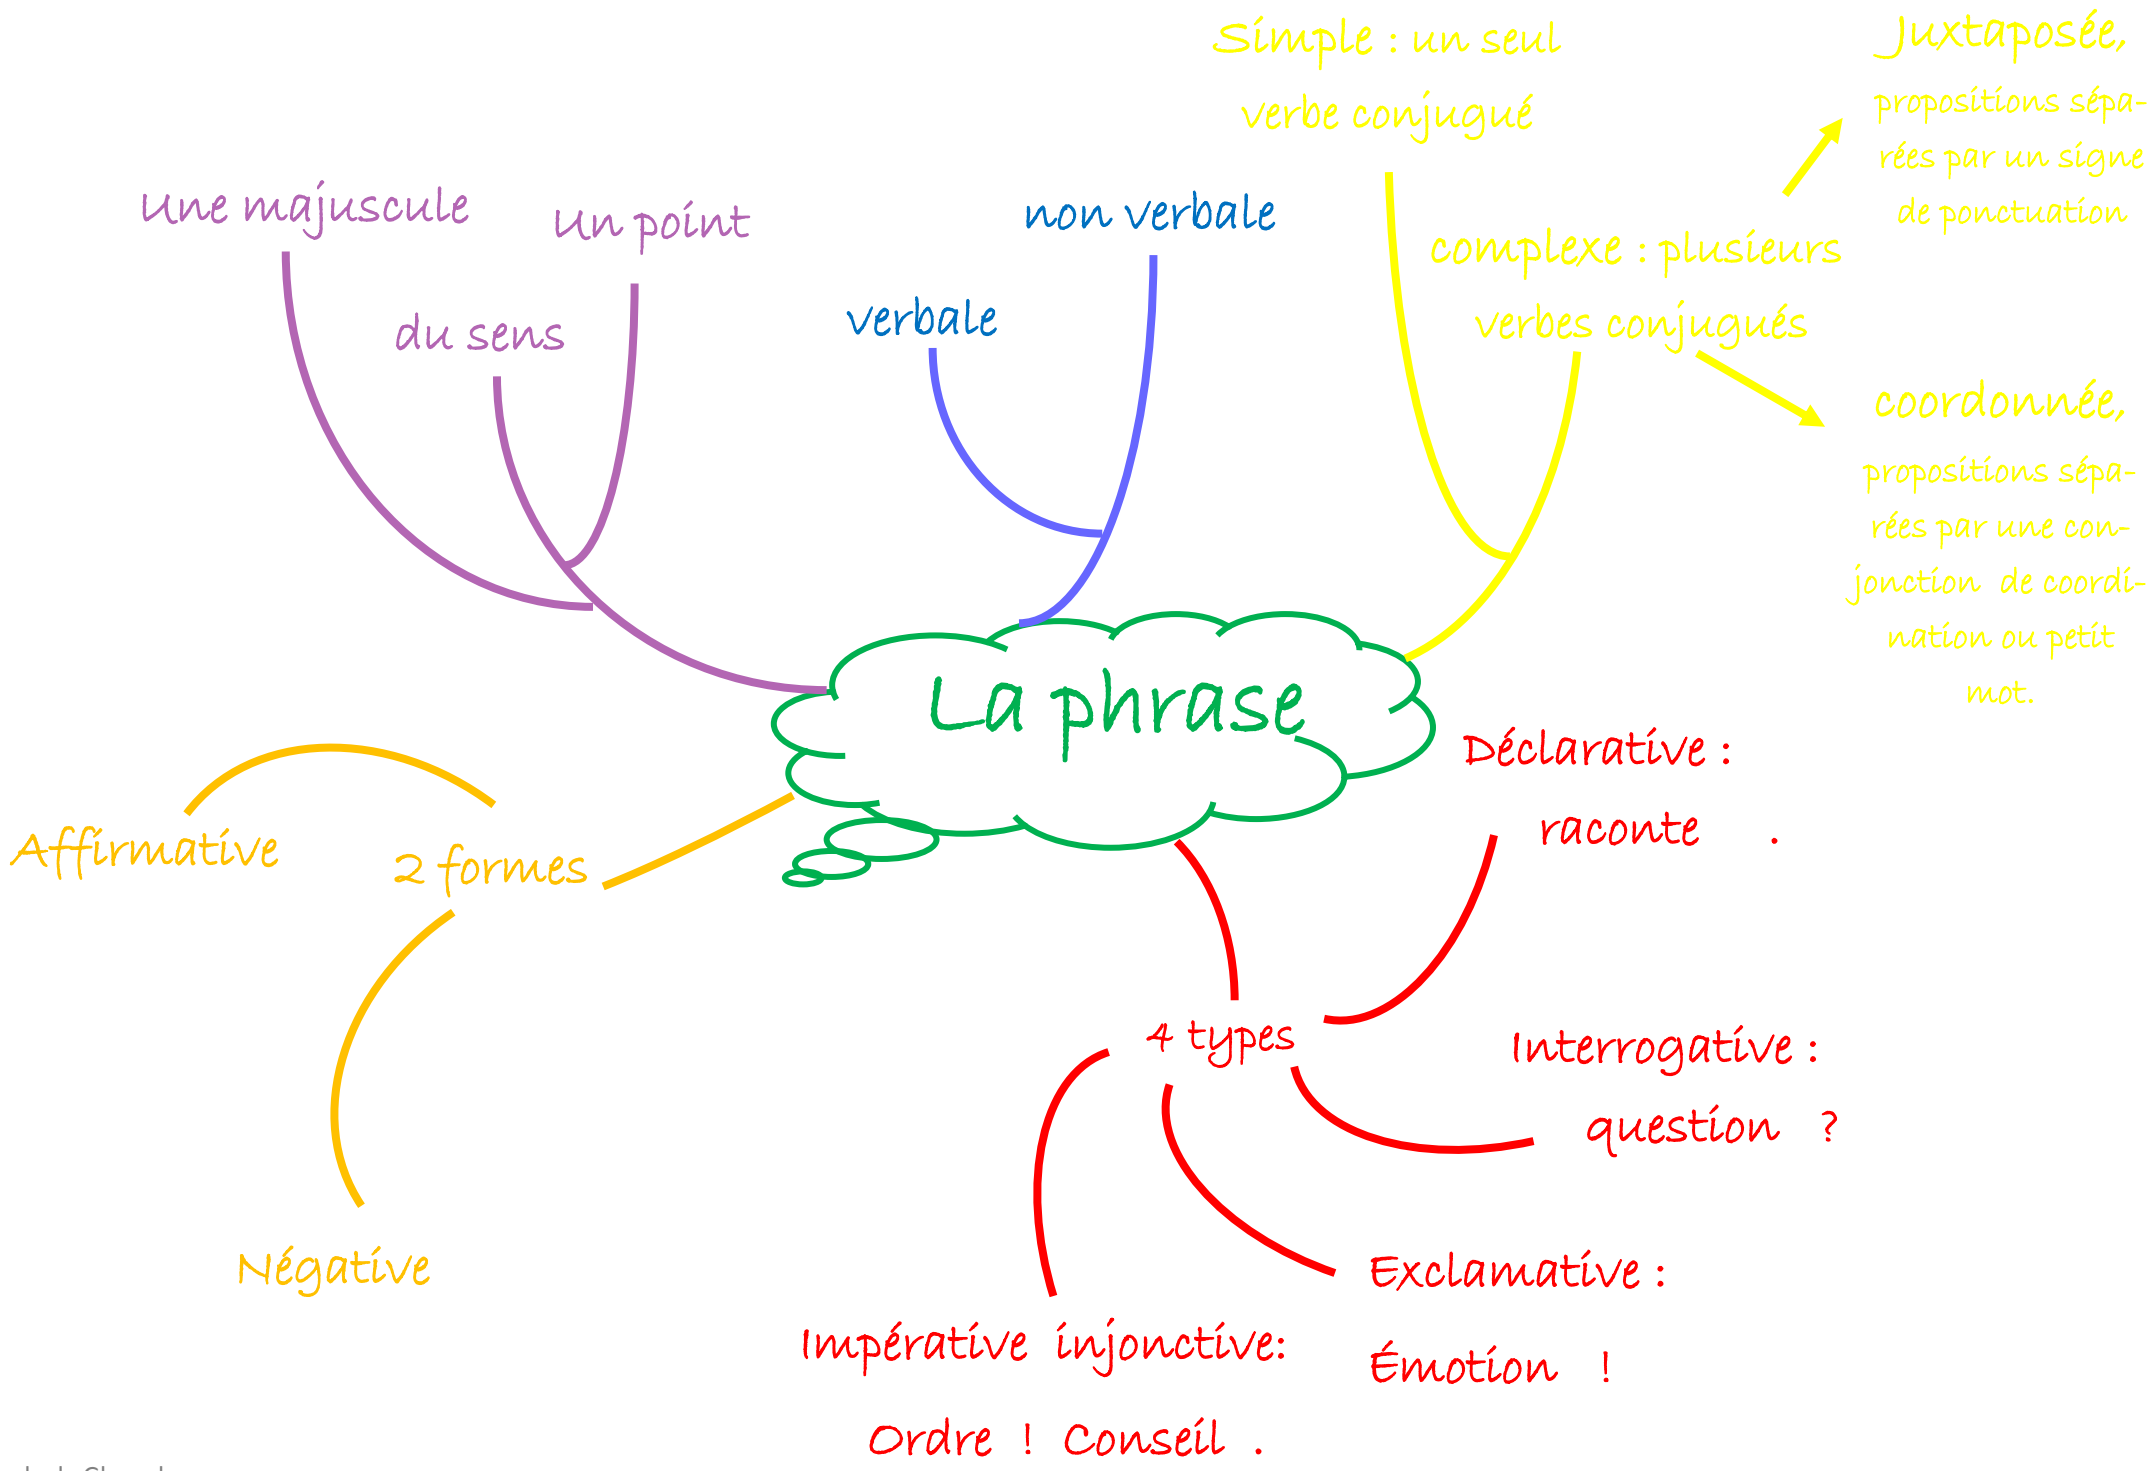 Simple : un seul
verbe conjugué
Juxtaposée,
propositions sépa-
rées par un signe
de ponctuation
Une majuscule
Un point
du sens
non verbale
verbale
complexe : plusieurs
verbes conjugués
coordonnée,
propositions sépa-
rées par une con-
jonction de coordi-
nation ou petit
mot.
La phrase
Déclarative :
raconte .
Affirmative
2 formes
Négative
4 types
Interrogative :
question ?
Exclamative :
Émotion !
Impérative injonctive:
Ordre ! Conseil .